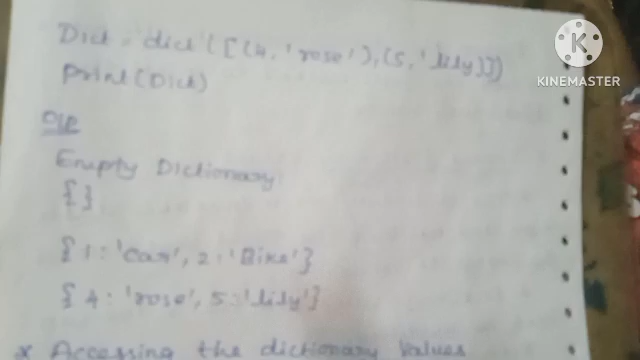 Dict = dict([(4, 'rose'), (5, 'lily)])
Print(Dict)
O/P
Empty Dictionary
{ }
{ 1 : 'car', 2 : 'Bike' }
{ 4 : 'rose', 5 : 'lily' }
* Accessing the dictionary values
KINEMASTER